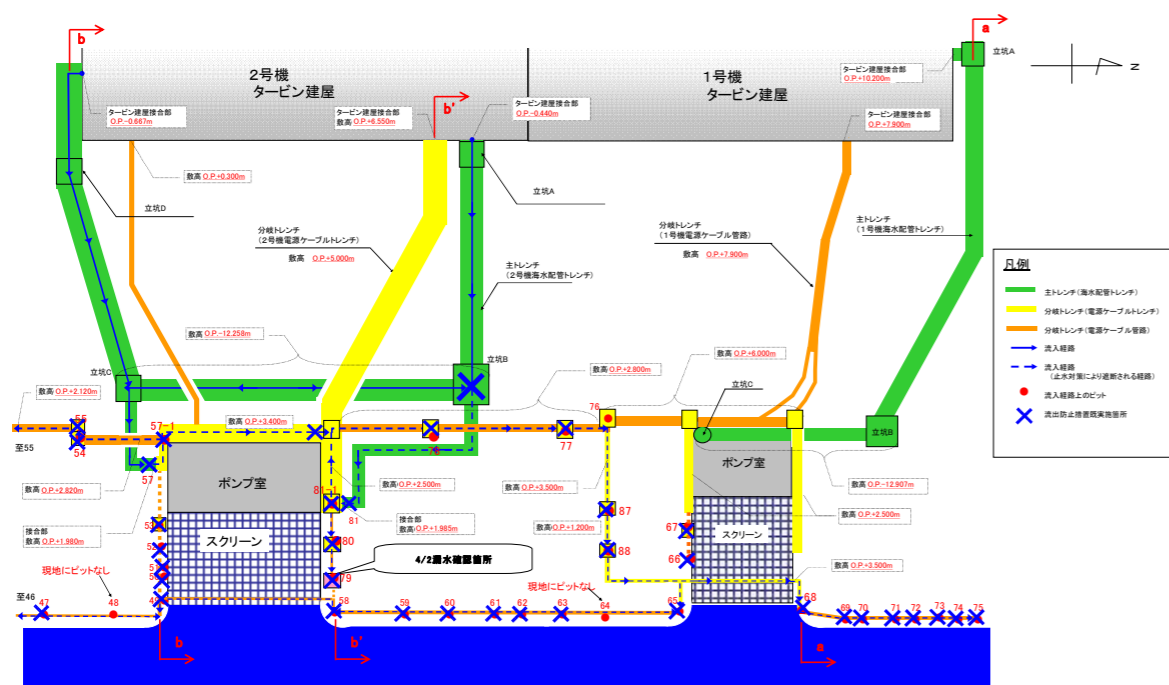 b
a
立坑A
N
2号機
タービン建屋
1号機
タービン建屋
タービン建屋接合部
O.P.+10.200m
b'
タービン建屋接合部
O.P.-0.667m
タービン建屋接合部
敷高 O.P.+6.550m
タービン建屋接合部
O.P.-0.440m
タービン建屋接合部
O.P.+7.900m
敷高 O.P.+0.300m
立坑D
立坑A
分岐トレンチ
(2号機電源ケーブルトレンチ)
敷高 O.P.+5.000m
分岐トレンチ
(1号機電源ケーブル管路)
敷高 O.P.+7.900m
主トレンチ
(1号機海水配管トレンチ)
主トレンチ
(2号機海水配管トレンチ)
凡例
主トレンチ(海水配管トレンチ)
分岐トレンチ(電源ケーブルトレンチ)
分岐トレンチ(電源ケーブル管路)
流入経路
流入経路
(止水対策により遮断される経路)
流入経路上のピット
流出防止措置既実施箇所
敷高 O.P.-12.258m
立坑C
立坑B
敷高 O.P.+2.800m
敷高 O.P.+6.000m
立坑C
敷高 O.P.+2.120m
55
54
至55
57-1
敷高 O.P.+3.400m
77
76
立坑B
57
ポンプ室
敷高 O.P.+2.500m
敷高 O.P.+3.500m
ポンプ室
敷高 O.P.-12.907m
敷高 O.P.+2.820m
81-1
81
87
敷高 O.P.+2.500m
接合部
敷高 O.P.+1.980m
53
スクリーン
接合部
敷高 O.P.+1.985m
敷高 O.P.+1.200m
67
スクリーン
52
80
88
66
敷高 O.P.+3.500m
4/2漏水確認箇所
79
現地にピットなし
現地にピットなし
至46
47
48
58
59
60
61
62
63
64
65
68
69
70
71
72
73
74
75
b
b'
a